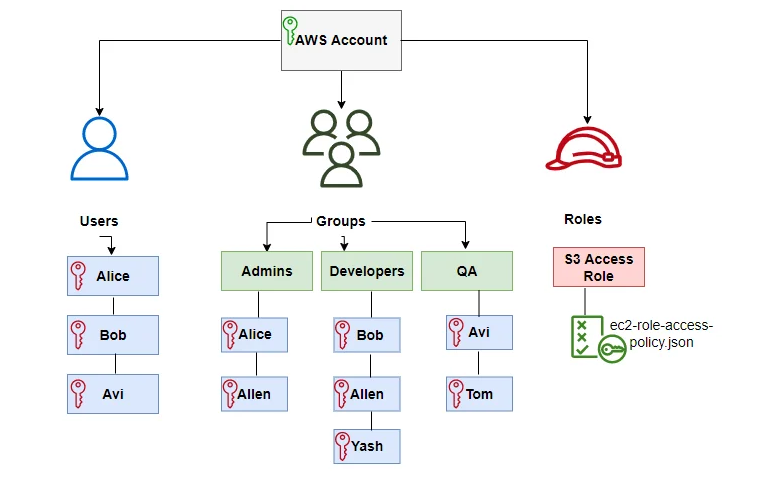 AWS Account
Users
Groups
Roles
Alice
Bob
Avi
Admins
Developers
QA
Alice
Allen
Bob
Allen
Yash
Avi
Tom
S3 Access
Role
ec2-role-access-
policy.json